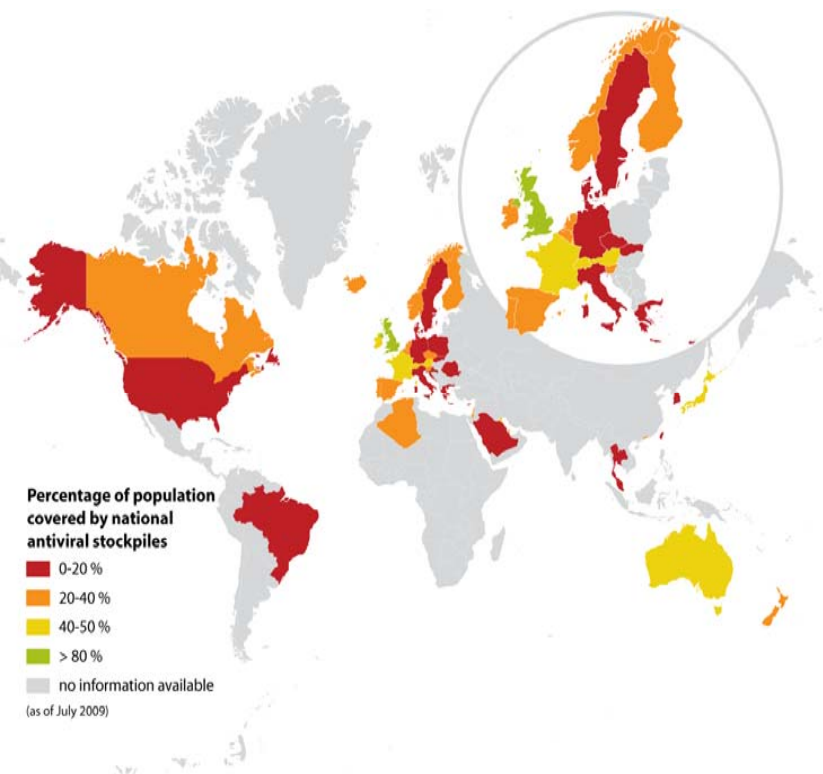 Percentage of population
covered by national
antiviral stockpiles
0-20 %
20-40 %
40-50 %
> 80 %
no information available
(as of July 2009)